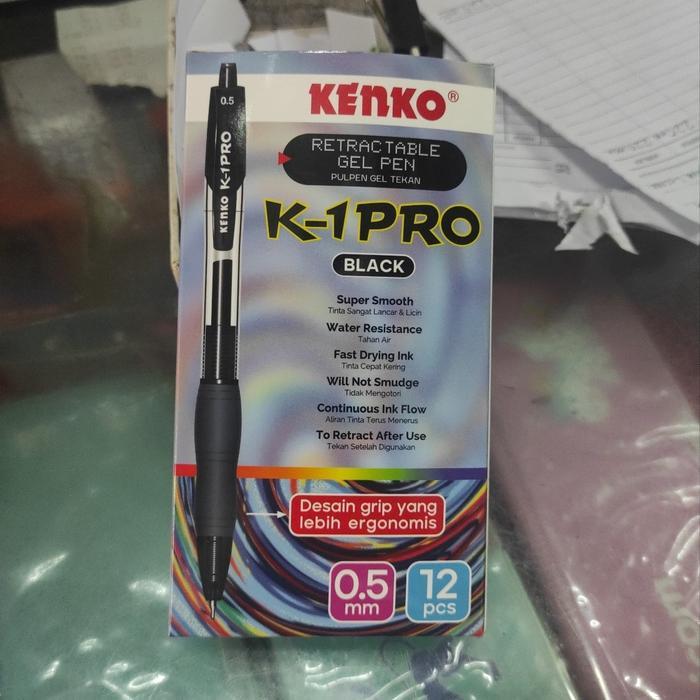 KENKO®
0.5
RETRACTABLE
GEL PEN
PULPEN GEL TEKAN
KENKO K-1PRO
K-1PRO
BLACK
Super Smooth
Tinta Sangat Lancar & Licin
Water Resistance
Tahan Air
Fast Drying Ink
Tinta Cepat Kering
Will Not Smudge
Tidak Mengotori
Continuous Ink Flow
Aliran Tinta Terus Menerus
To Retract After Use
Tekan Setelah Digunakan
Desain grip yang
lebih ergonomis
0.5
mm
12
pcs